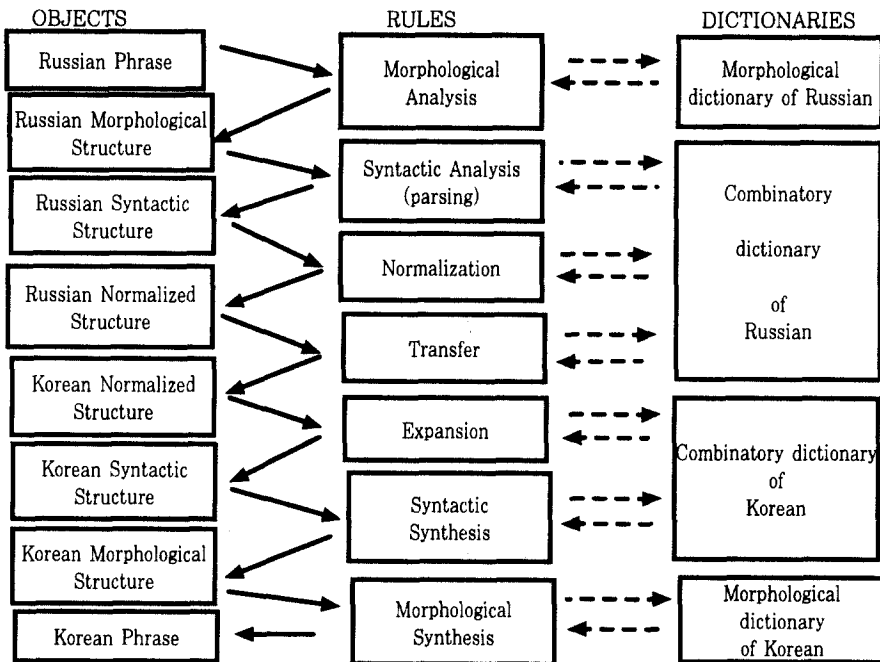 OBJECTS
RULES
DICTIONARIES
Russian Phrase
Russian Morphological
Structure
Russian Syntactic
Structure
Russian Normalized
Structure
Korean Normalized
Structure
Korean Syntactic
Structure
Korean Morphological
Structure
Korean Phrase
Morphological
Analysis
Syntactic Analysis
(parsing)
Normalization
Transfer
Expansion
Syntactic
Synthesis
Morphological
Synthesis
Morphological
dictionary of Russian
Combinatory
dictionary
of
Russian
Combinatory dictionary
of
Korean
Morphological
dictionary
of Korean